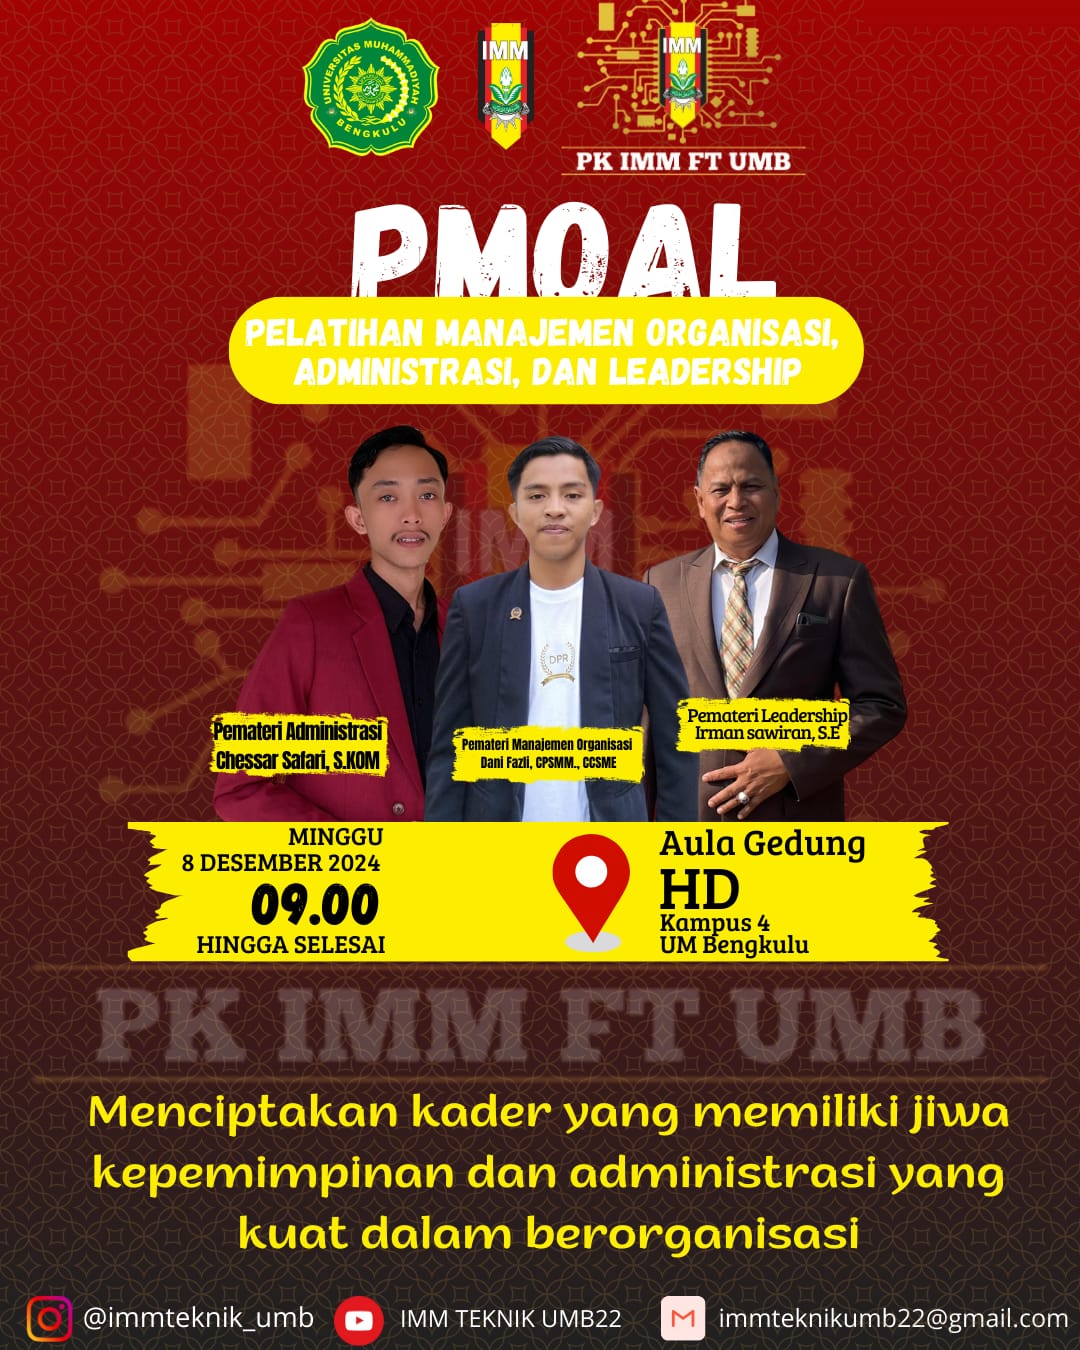 UNIVERSITAS MUHAMMADIYAH
BENGKULU
IMM
IMM
PK IMM FT UMB
PMOAL
PELATIHAN MANAJEMEN ORGANISASI,
ADMINISTRASI, DAN LEADERSHIP
IMM
DPR
Pemateri Administrasi
Chessar Safari, S.KOM
Pemateri Manajemen Organisasi
Dani Fazli, CPSMM., CCSME
Pemateri Leadership
Irman sawiran, S.E
MINGGU
8 DESEMBER 2024
09.00
HINGGA SELESAI
Aula Gedung
HD
Kampus 4
UM Bengkulu
PK IMM FT UMB
Menciptakan kader yang memiliki jiwa
kepemimpinan dan administrasi yang
kuat dalam berorganisasi
@immteknik_umb
IMM TEKNIK UMB22
immteknikumb22@gmail.com